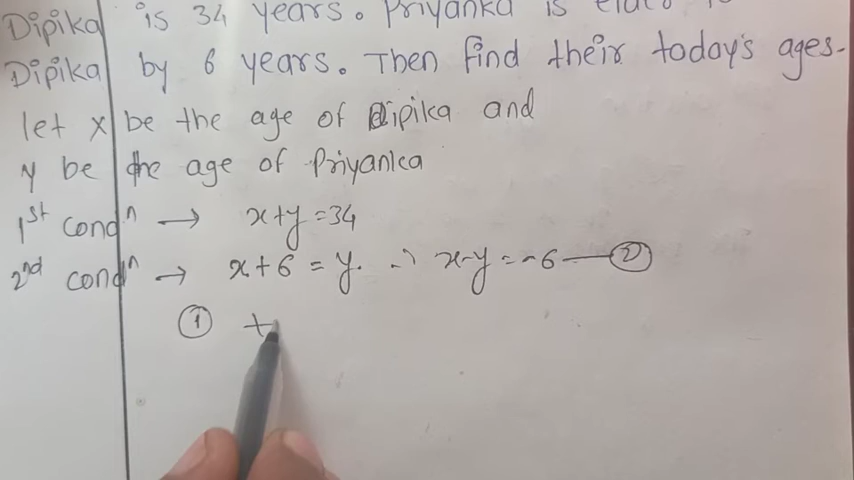 Dipika is 34 years. Priyanka is
Dipika by 6 years. Then find their today's ages.
let x be the age of Dipika and
y be the age of Priyanka
1st condn → x+y=34
2nd condn → x+6=y. ∴ x-y=-6 — ②
① +